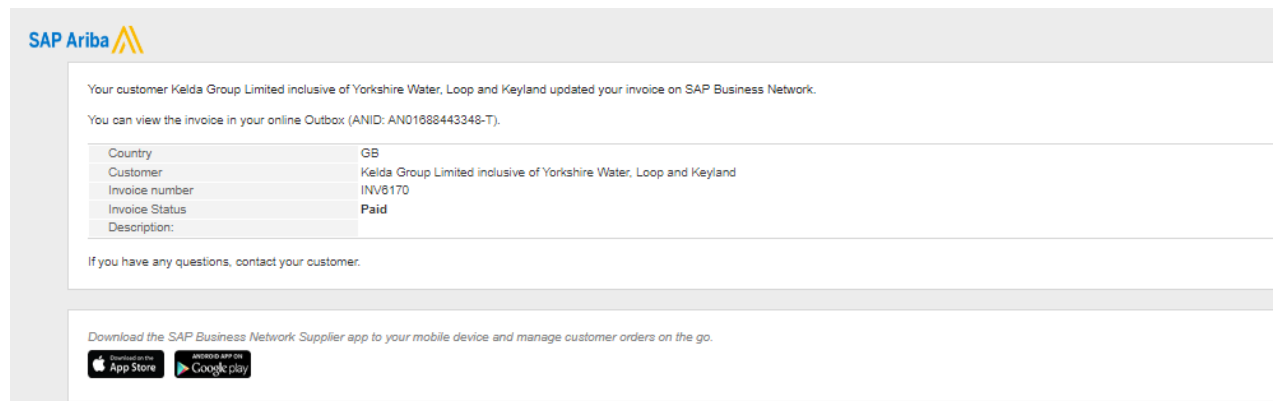 SAP Ariba
Your customer Kelda Group Limited inclusive of Yorkshire Water, Loop and Keyland updated your invoice on SAP Business Network.
You can view the invoice in your online Outbox (ANID: AN01688443348-T).
Country GB
Customer Kelda Group Limited inclusive of Yorkshire Water, Loop and Keyland
Invoice number INV6170
Invoice Status Paid
Description:
If you have any questions, contact your customer.
Download the SAP Business Network Supplier app to your mobile device and manage customer orders on the go.
Download on the App Store
ANDROID APP ON Google play